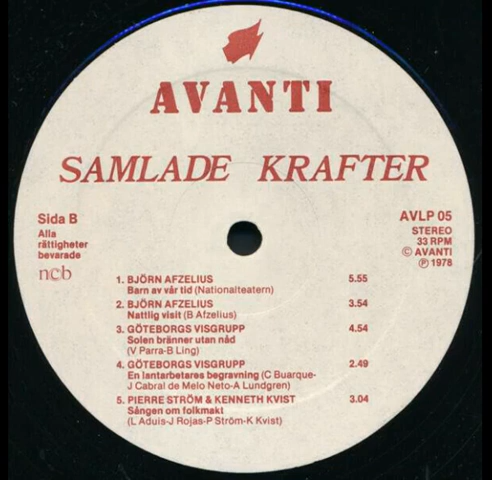 AVANTI
SAMLADE KRAFTER
Sida B
Alla
rättigheter
bevarade
ncb
AVLP 05
STEREO
33 RPM
© AVANTI
℗ 1978
1. BJÖRN AFZELIUS 5.55
Barn av vår tid (Nationalteatern)
2. BJÖRN AFZELIUS 3.54
Nattlig visit (B Afzelius)
3. GÖTEBORGS VISGRUPP 4.54
Solen bränner utan nåd
(V Parra-B Ling)
4. GÖTEBORGS VISGRUPP 2.49
En lantarbetares begravning (C Buarque-
J Cabral de Melo Neto-A Lundgren)
5. PIERRE STRÖM & KENNETH KVIST 3.04
Sången om folkmakt
(L Aduis-J Rojas-P Ström-K Kvist)